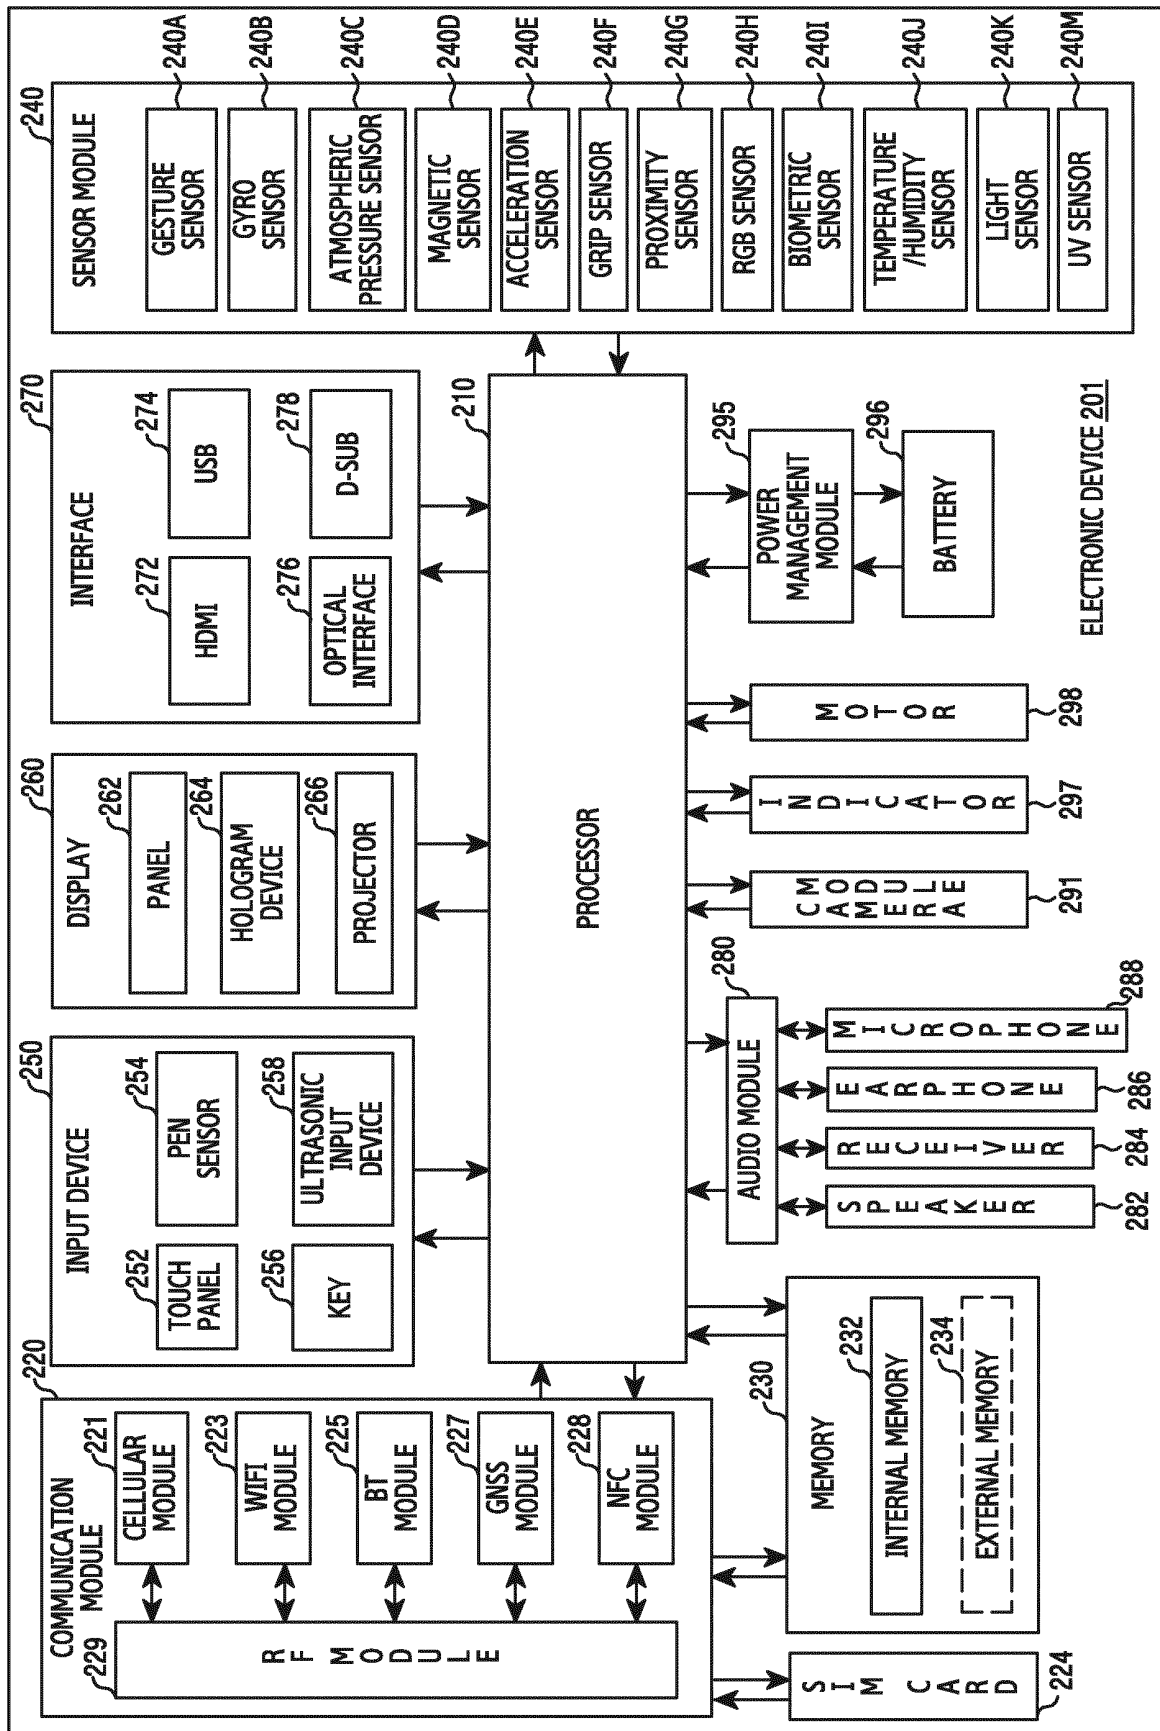 COMMUNICATION
MODULE
220
229
RF MODULE
221
CELLULAR
MODULE
223
WIFI
MODULE
225
BT
MODULE
227
GNSS
MODULE
228
NFC
MODULE
SIM CARD
224
230
MEMORY
232
INTERNAL MEMORY
234
EXTERNAL MEMORY
250
INPUT DEVICE
252
TOUCH
PANEL
254
PEN
SENSOR
256
KEY
258
ULTRASONIC
INPUT
DEVICE
260
DISPLAY
262
PANEL
264
HOLOGRAM
DEVICE
266
PROJECTOR
270
INTERFACE
272
HDMI
274
USB
276
OPTICAL
INTERFACE
278
D-SUB
210
PROCESSOR
280
AUDIO MODULE
SPEAKER
282
RECEIVER
284
EARPHONE
286
MICROPHONE
288
CAMERA
MODULE
291
INDICATOR
297
MOTOR
298
295
POWER
MANAGEMENT
MODULE
296
BATTERY
240
SENSOR MODULE
GESTURE
SENSOR
240A
GYRO
SENSOR
240B
ATMOSPHERIC
PRESSURE SENSOR
240C
MAGNETIC
SENSOR
240D
ACCELERATION
SENSOR
240E
GRIP SENSOR
240F
PROXIMITY
SENSOR
240G
RGB SENSOR
240H
BIOMETRIC
SENSOR
240I
TEMPERATURE
/HUMIDITY
SENSOR
240J
LIGHT
SENSOR
240K
UV SENSOR
240M
ELECTRONIC DEVICE 201